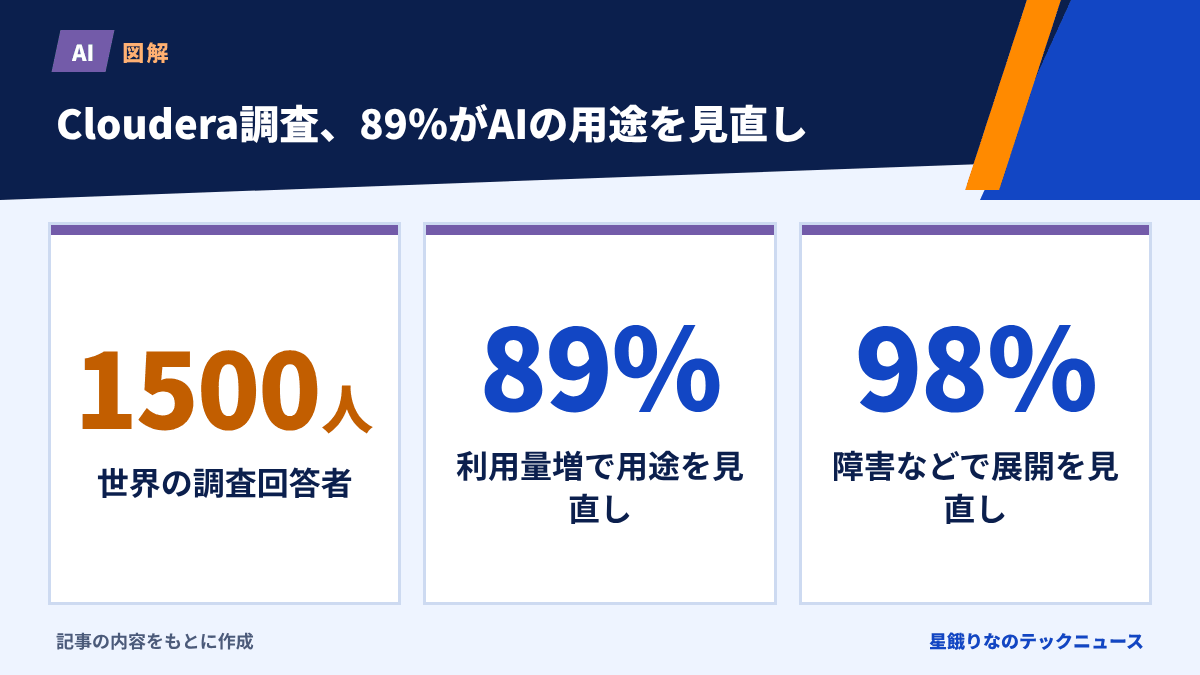 AI 図解
Cloudera調査、89%がAIの用途を見直し
1500人
世界の調査回答者
89%
利用量増で用途を見
直し
98%
障害などで展開を見
直し
記事の内容をもとに作成
星餓りなのテックニュース